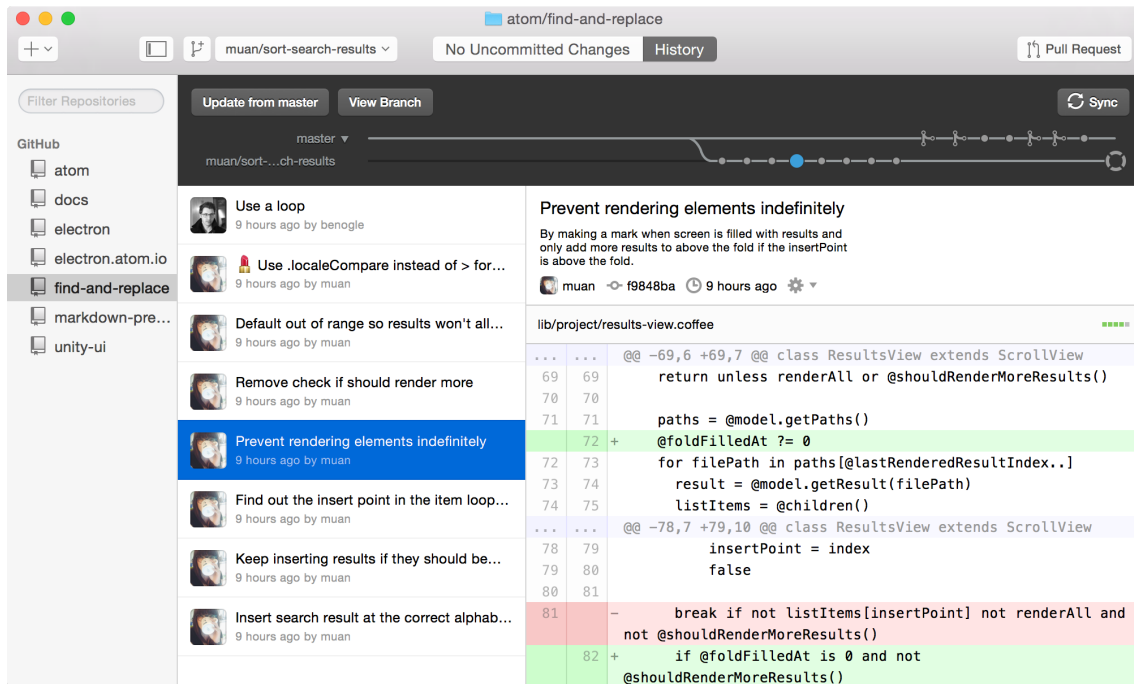 atom/find-and-replace
muan/sort-search-results
No Uncommitted Changes
History
Pull Request
Filter Repositories
GitHub
atom
docs
electron
electron.atom.io
find-and-replace
markdown-pre...
unity-ui
Update from master
View Branch
Sync
master
muan/sort-...ch-results
Use a loop
9 hours ago by benogle
💄 Use .localeCompare instead of > for...
9 hours ago by muan
Default out of range so results won't all...
9 hours ago by muan
Remove check if should render more
9 hours ago by muan
Prevent rendering elements indefinitely
9 hours ago by muan
Find out the insert point in the item loop...
9 hours ago by muan
Keep inserting results if they should be...
9 hours ago by muan
Insert search result at the correct alphab...
9 hours ago by muan
Prevent rendering elements indefinitely
By making a mark when screen is filled with results and
only add more results to above the fold if the insertPoint
is above the fold.
muan f9848ba 9 hours ago
lib/project/results-view.coffee
... ... @@ -69,6 +69,7 @@ class ResultsView extends ScrollView
69 69 return unless renderAll or @shouldRenderMoreResults()
70 70
71 71 paths = @model.getPaths()
72 + @foldFilledAt ?= 0
72 73 for filePath in paths[@lastRenderedResultIndex..]
73 74 result = @model.getResult(filePath)
74 75 listItems = @children()
... ... @@ -78,7 +79,10 @@ class ResultsView extends ScrollView
78 79 insertPoint = index
79 80 false
80 81
81 - break if not listItems[insertPoint] not renderAll and
not @shouldRenderMoreResults()
82 + if @foldFilledAt is 0 and not
@shouldRenderMoreResults()